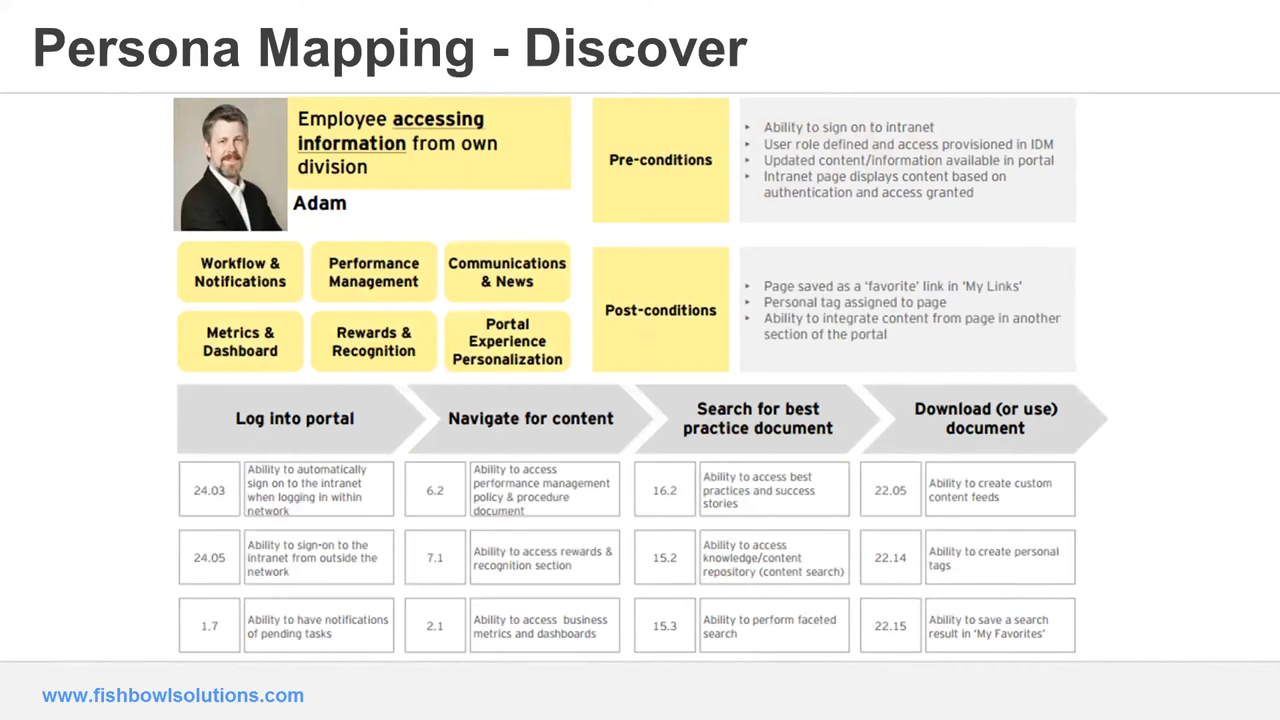 Persona Mapping - Discover
Employee accessing
information from own
division
Adam
Pre-conditions
‣ Ability to sign on to intranet
‣ User role defined and access provisioned in IDM
‣ Updated content/information available in portal
‣ Intranet page displays content based on
authentication and access granted
Workflow &
Notifications
Performance
Management
Communications
& News
Metrics &
Dashboard
Rewards &
Recognition
Portal
Experience
Personalization
Post-conditions
‣ Page saved as a ‘favorite’ link in ‘My Links’
‣ Personal tag assigned to page
‣ Ability to integrate content from page in another
section of the portal
Log into portal
Navigate for content
Search for best
practice document
Download (or use)
document
24.03
Ability to automatically
sign on to the intranet
when logging in within
network
6.2
Ability to access
performance management
policy & procedure
document
16.2
Ability to access best
practices and success
stories
22.05
Ability to create custom
content feeds
24.05
Ability to sign-on to the
intranet from outside the
network
7.1
Ability to access rewards &
recognition section
15.2
Ability to access
knowledge/content
repository (content search)
22.14
Ability to create personal
tags
1.7
Ability to have notifications
of pending tasks
2.1
Ability to access business
metrics and dashboards
15.3
Ability to perform faceted
search
22.15
Ability to save a search
result in ‘My Favorites’
www.fishbowlsolutions.com